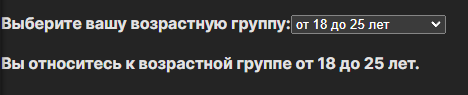 Выберите вашу возрастную группу: от 18 до 25 лет
Вы относитесь к возрастной группе от 18 до 25 лет.